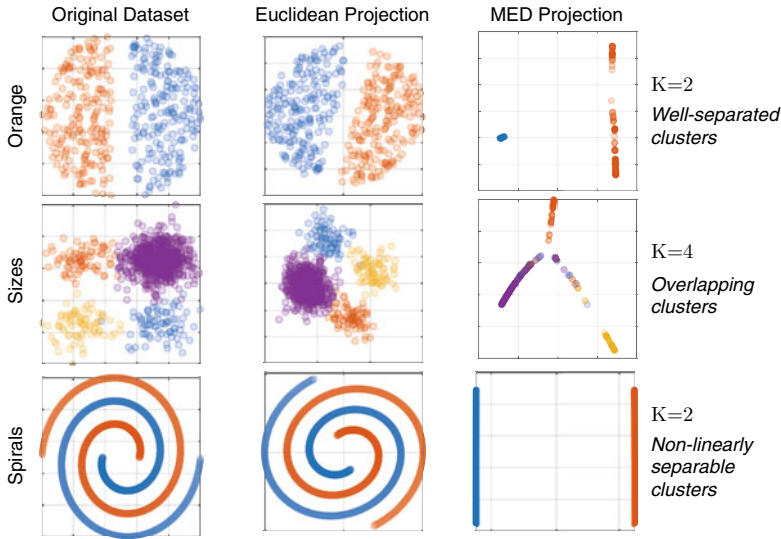 Original Dataset
Euclidean Projection
MED Projection
Orange
K=2
Well-separated
clusters
Sizes
K=4
Overlapping
clusters
Spirals
K=2
Non-linearly
separable
clusters